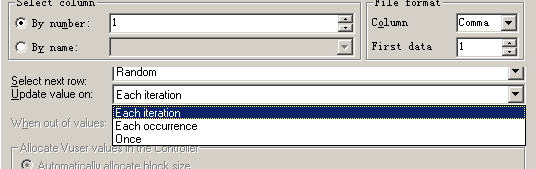 Select column
File format
By number: 1
Column Comma
By name:
First data 1
Select next row: Random
Update value on: Each iteration
Each iteration
Each occurrence
Once
When out of values:
Allocate Vuser values in the Controller
Automatically allocate block size